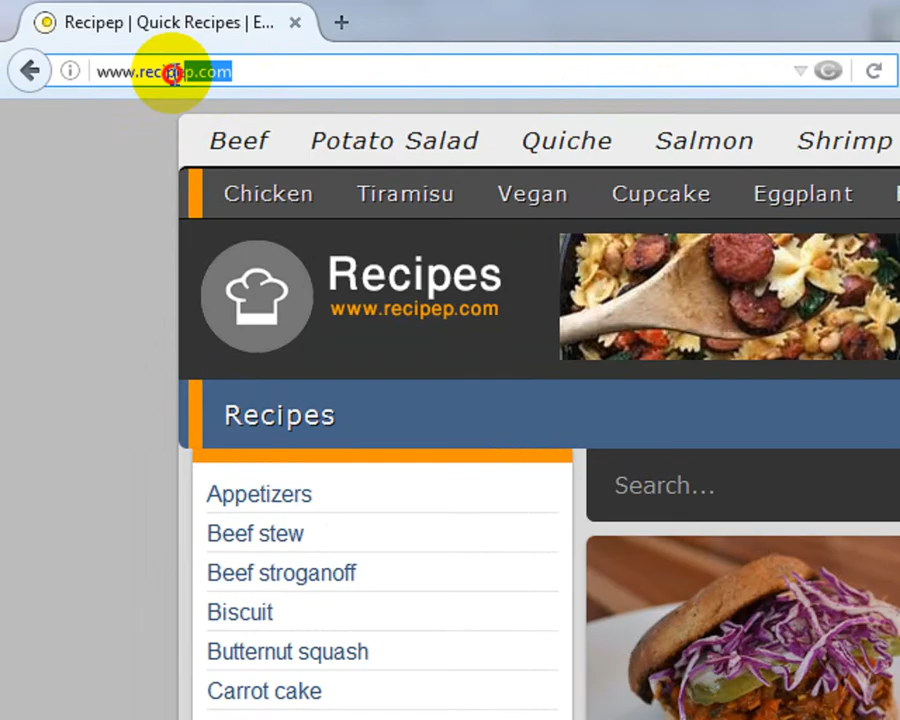 Recipep | Quick Recipes | E...
www.recipep.com
Beef Potato Salad Quiche Salmon Shrimp
Chicken Tiramisu Vegan Cupcake Eggplant
Recipes
www.recipep.com
Recipes
Search...
Appetizers
Beef stew
Beef stroganoff
Biscuit
Butternut squash
Carrot cake